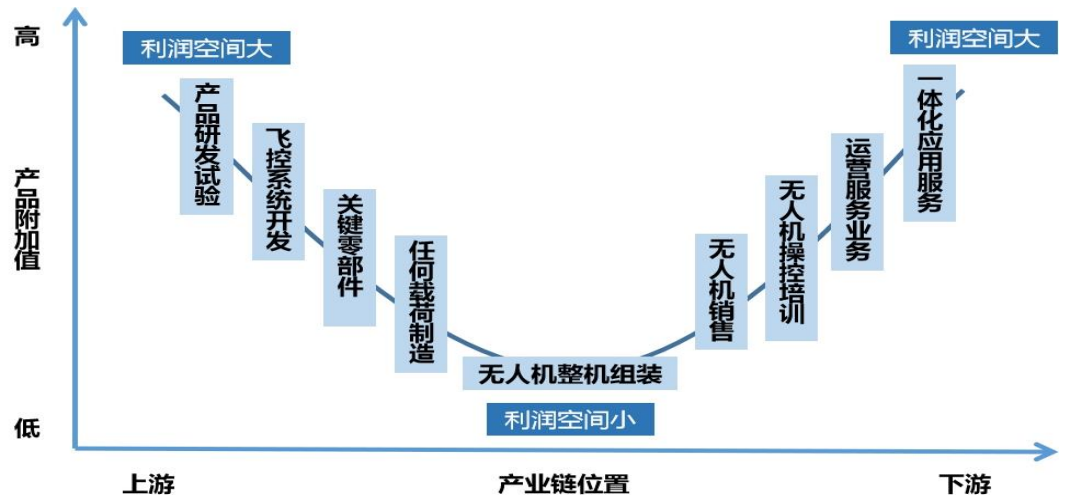 高
利润空间大
利润空间大
产品研发试验
飞控系统开发
关键零部件
任何载荷制造
无人机整机组装
无人机销售
无人机操控培训
运营服务业务
一体化应用服务
产品附加值
利润空间小
低
上游
产业链位置
下游